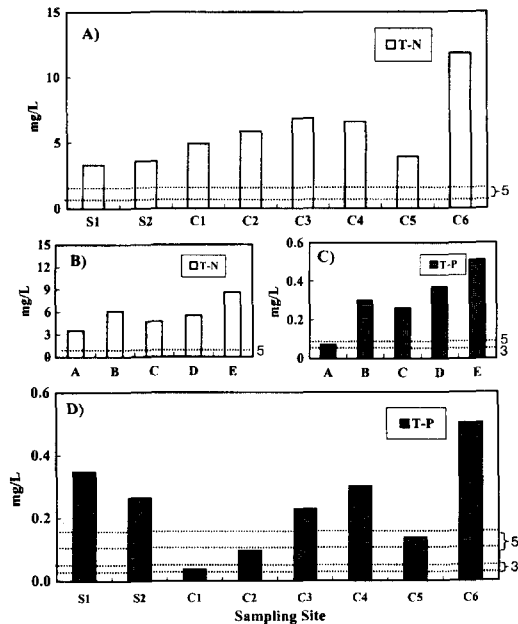 A)
T-N
15
10
5
0
mg/L
5
S1 S2 C1 C2 C3 C4 C5 C6
B)
T-N
15
9
6
3
0
mg/L
5
A B C D E
C)
T-P
0.6
0.4
0.2
0
mg/L
5
3
A B C D E
D)
T-P
0.6
0.4
0.2
0.0
mg/L
5
3
S1 S2 C1 C2 C3 C4 C5 C6
Sampling Site